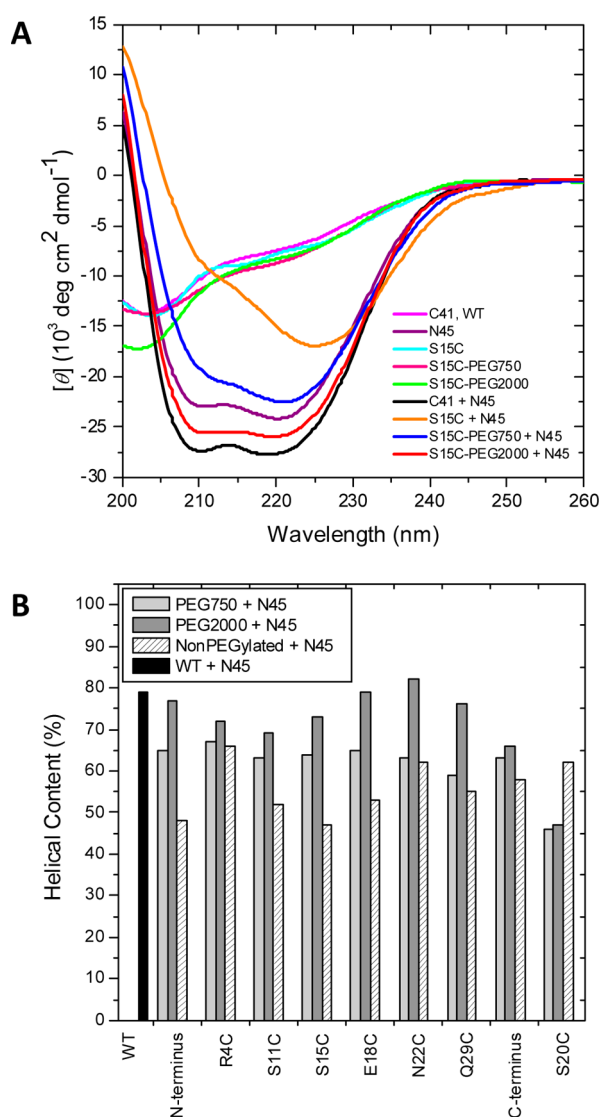 A
15
10
5
0
-5
-10
-15
-20
-25
-30
[θ] (10³ deg cm² dmol⁻¹)
C41, WT
N45
S15C
S15C-PEG750
S15C-PEG2000
C41 + N45
S15C + N45
S15C-PEG750 + N45
S15C-PEG2000 + N45
200 210 220 230 240 250 260
Wavelength (nm)
B
100
90
80
70
60
50
40
30
20
10
0
Helical Content (%)
PEG750 + N45
PEG2000 + N45
NonPEGylated + N45
WT + N45
WT
N-terminus
R4C
S11C
S15C
E18C
N22C
Q29C
C-terminus
S20C